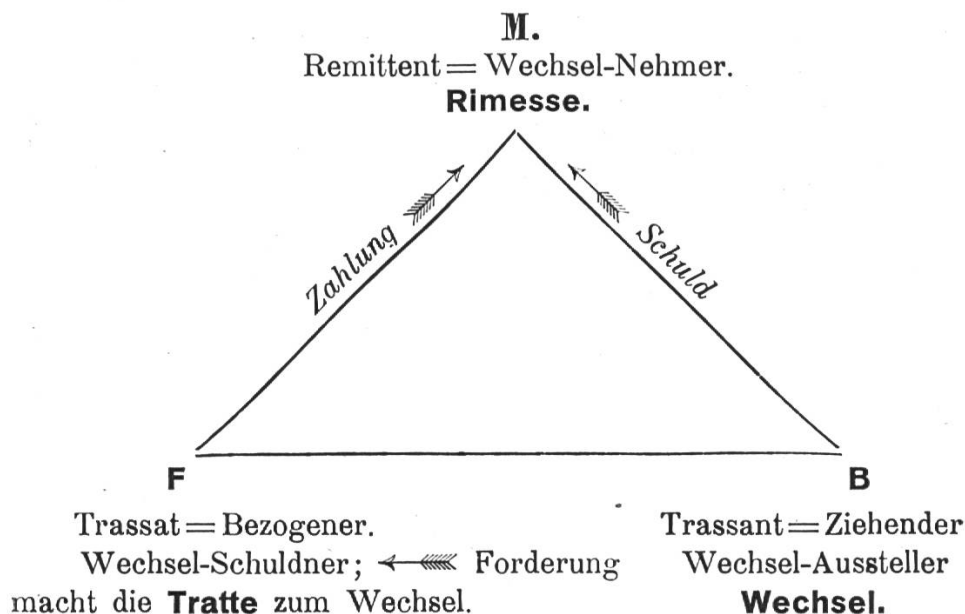 M.
Remittent = Wechsel-Nehmer.
Rimesse.
Zahlung
Schuld
F
B
Trassat = Bezogener.
Trassant = Ziehender
Wechsel-Schuldner; Forderung
Wechsel-Aussteller
macht die Tratte zum Wechsel.
Wechsel.